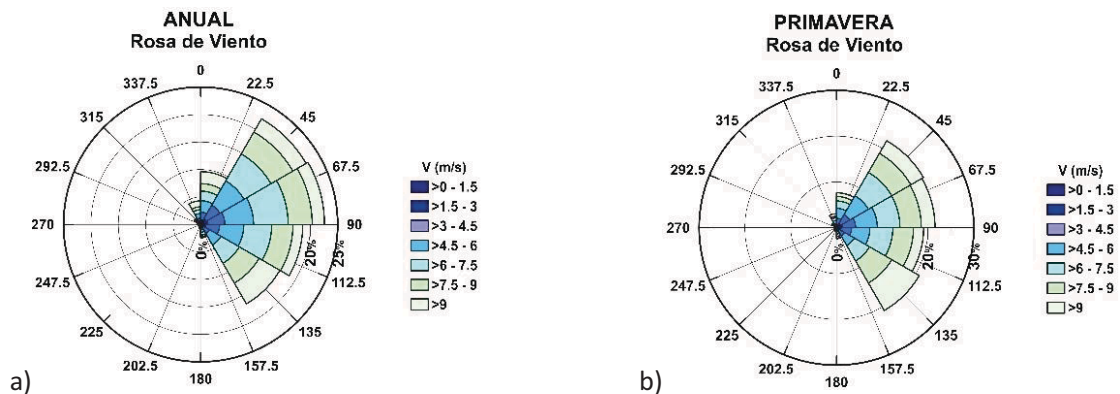 ANUAL
Rosa de Viento
0
22.5
45
67.5
90
112.5
135
157.5
180
202.5
225
247.5
270
292.5
315
337.5
0%
20%
25%
V (m/s)
>0 - 1.5
>1.5 - 3
>3 - 4.5
>4.5 - 6
>6 - 7.5
>7.5 - 9
>9
a)
PRIMAVERA
Rosa de Viento
0
22.5
45
67.5
90
112.5
135
157.5
180
202.5
225
247.5
270
292.5
315
337.5
0%
20%
30%
V (m/s)
>0 - 1.5
>1.5 - 3
>3 - 4.5
>4.5 - 6
>6 - 7.5
>7.5 - 9
>9
b)